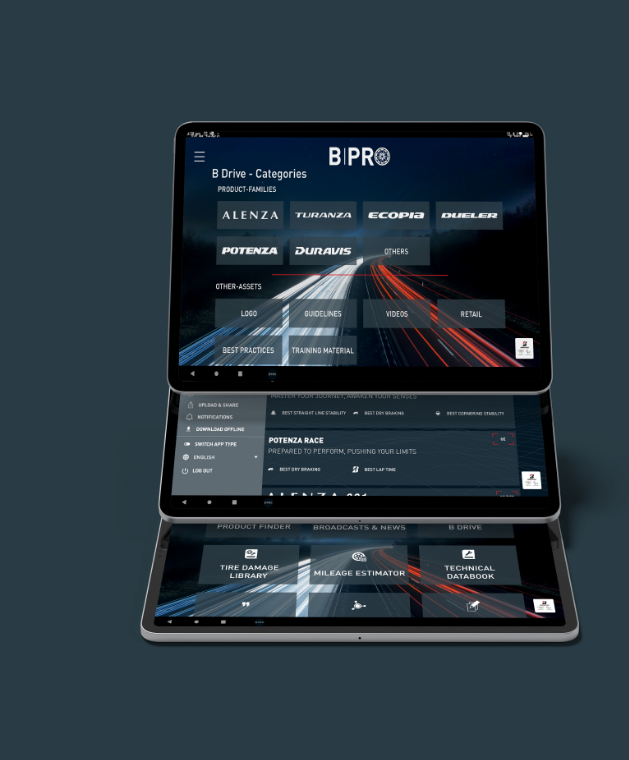 B|PRO
B Drive - Categories
PRODUCT-FAMILIES
ALENZA TURANZA ECOPIA DUELER
POTENZA DURAVIS OTHERS
OTHER-ASSETS
LOGO GUIDELINES VIDEOS RETAIL
BEST PRACTICES TRAINING MATERIAL
MASTER YOUR JOURNEY, AWAKEN YOUR SENSES
UPLOAD & SHARE
NOTIFICATIONS
DOWNLOAD OFFLINE
SWITCH APP TYPE
ENGLISH
LOG OUT
BEST STRAIGHT LINE STABILITY BEST DRY BRAKING BEST CORNERING STABILITY
POTENZA RACE
PREPARED TO PERFORM, PUSHING YOUR LIMITS
BEST DRY BRAKING BEST LAP TIME
ALENZA 001
PRODUCT FINDER BROADCASTS & NEWS B DRIVE
TIRE DAMAGE
LIBRARY
MILEAGE ESTIMATOR
TECHNICAL
DATABOOK